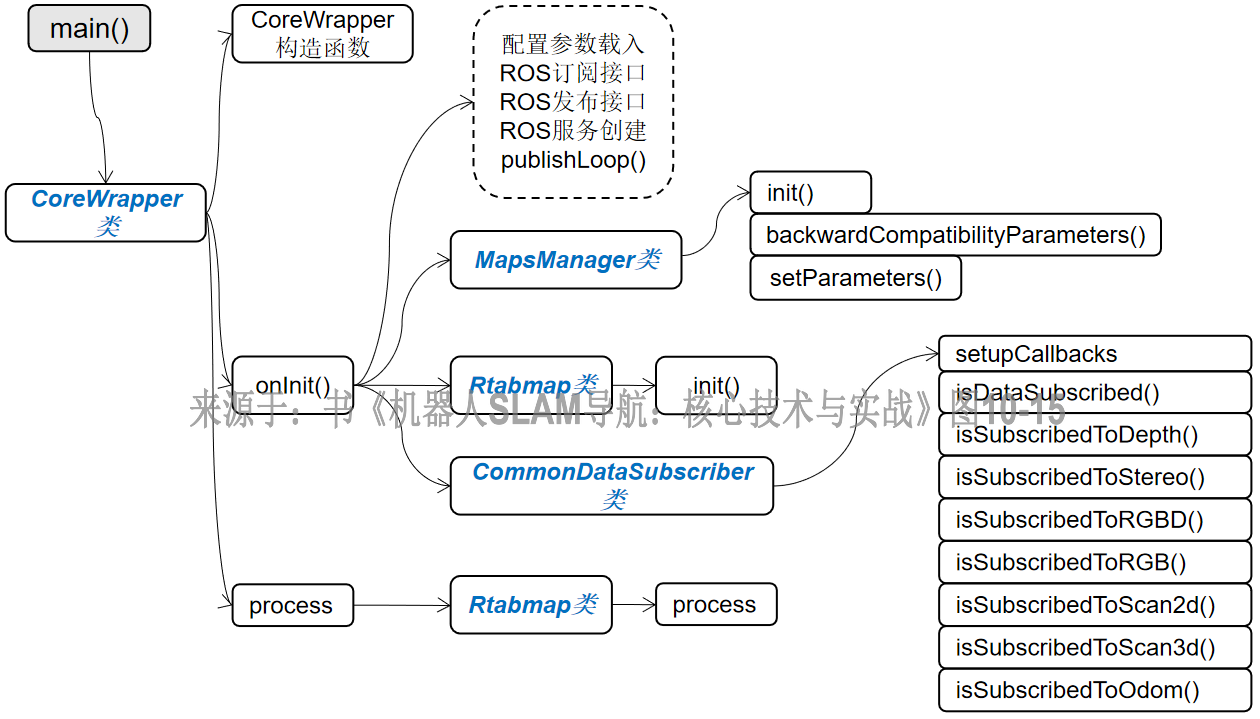 main()
CoreWrapper
构造函数
配置参数载入
ROS订阅接口
ROS发布接口
ROS服务创建
publishLoop()
CoreWrapper
类
MapsManager类
init()
backwardCompatibilityParameters()
setParameters()
onInit()
Rtabmap类
init()
setupCallbacks
isDataSubscribed()
isSubscribedToDepth()
isSubscribedToStereo()
isSubscribedToRGBD()
isSubscribedToRGB()
isSubscribedToScan2d()
isSubscribedToScan3d()
isSubscribedToOdom()
来源于：书《机器人SLAM导航：核心技术与实战》图10-15
CommonDataSubscriber
类
process
Rtabmap类
process